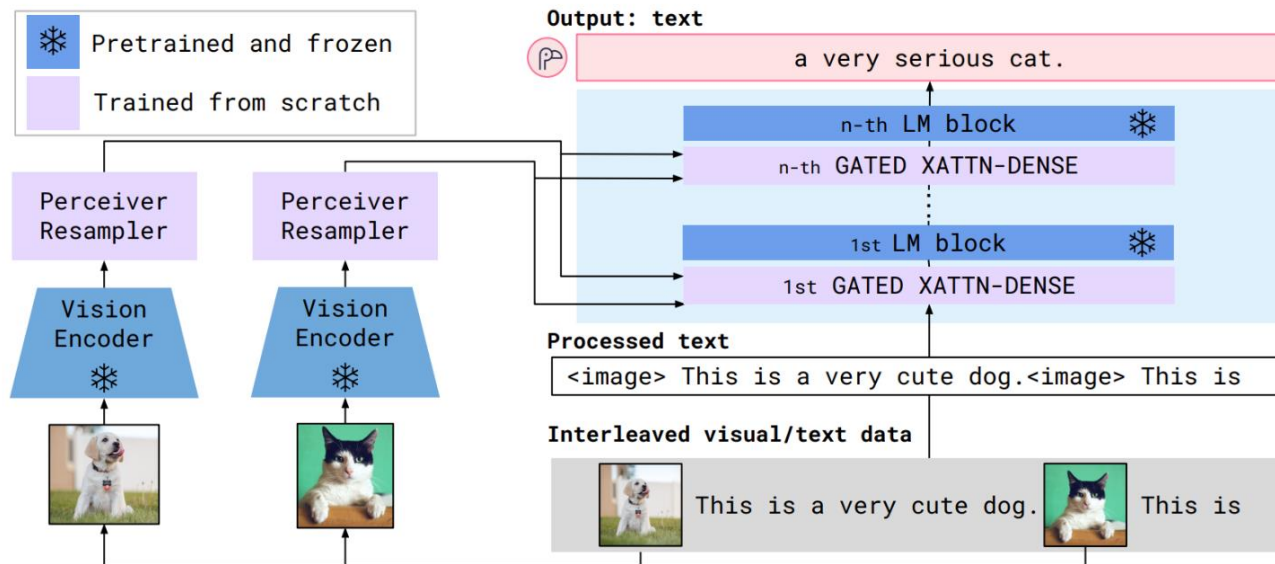 Pretrained and frozen
Trained from scratch
Output: text
a very serious cat.
n-th LM block
n-th GATED XATTN-DENSE
1st LM block
1st GATED XATTN-DENSE
Perceiver
Resampler
Perceiver
Resampler
Vision
Encoder
Vision
Encoder
Processed text
<image> This is a very cute dog.<image> This is
Interleaved visual/text data
This is a very cute dog.
This is